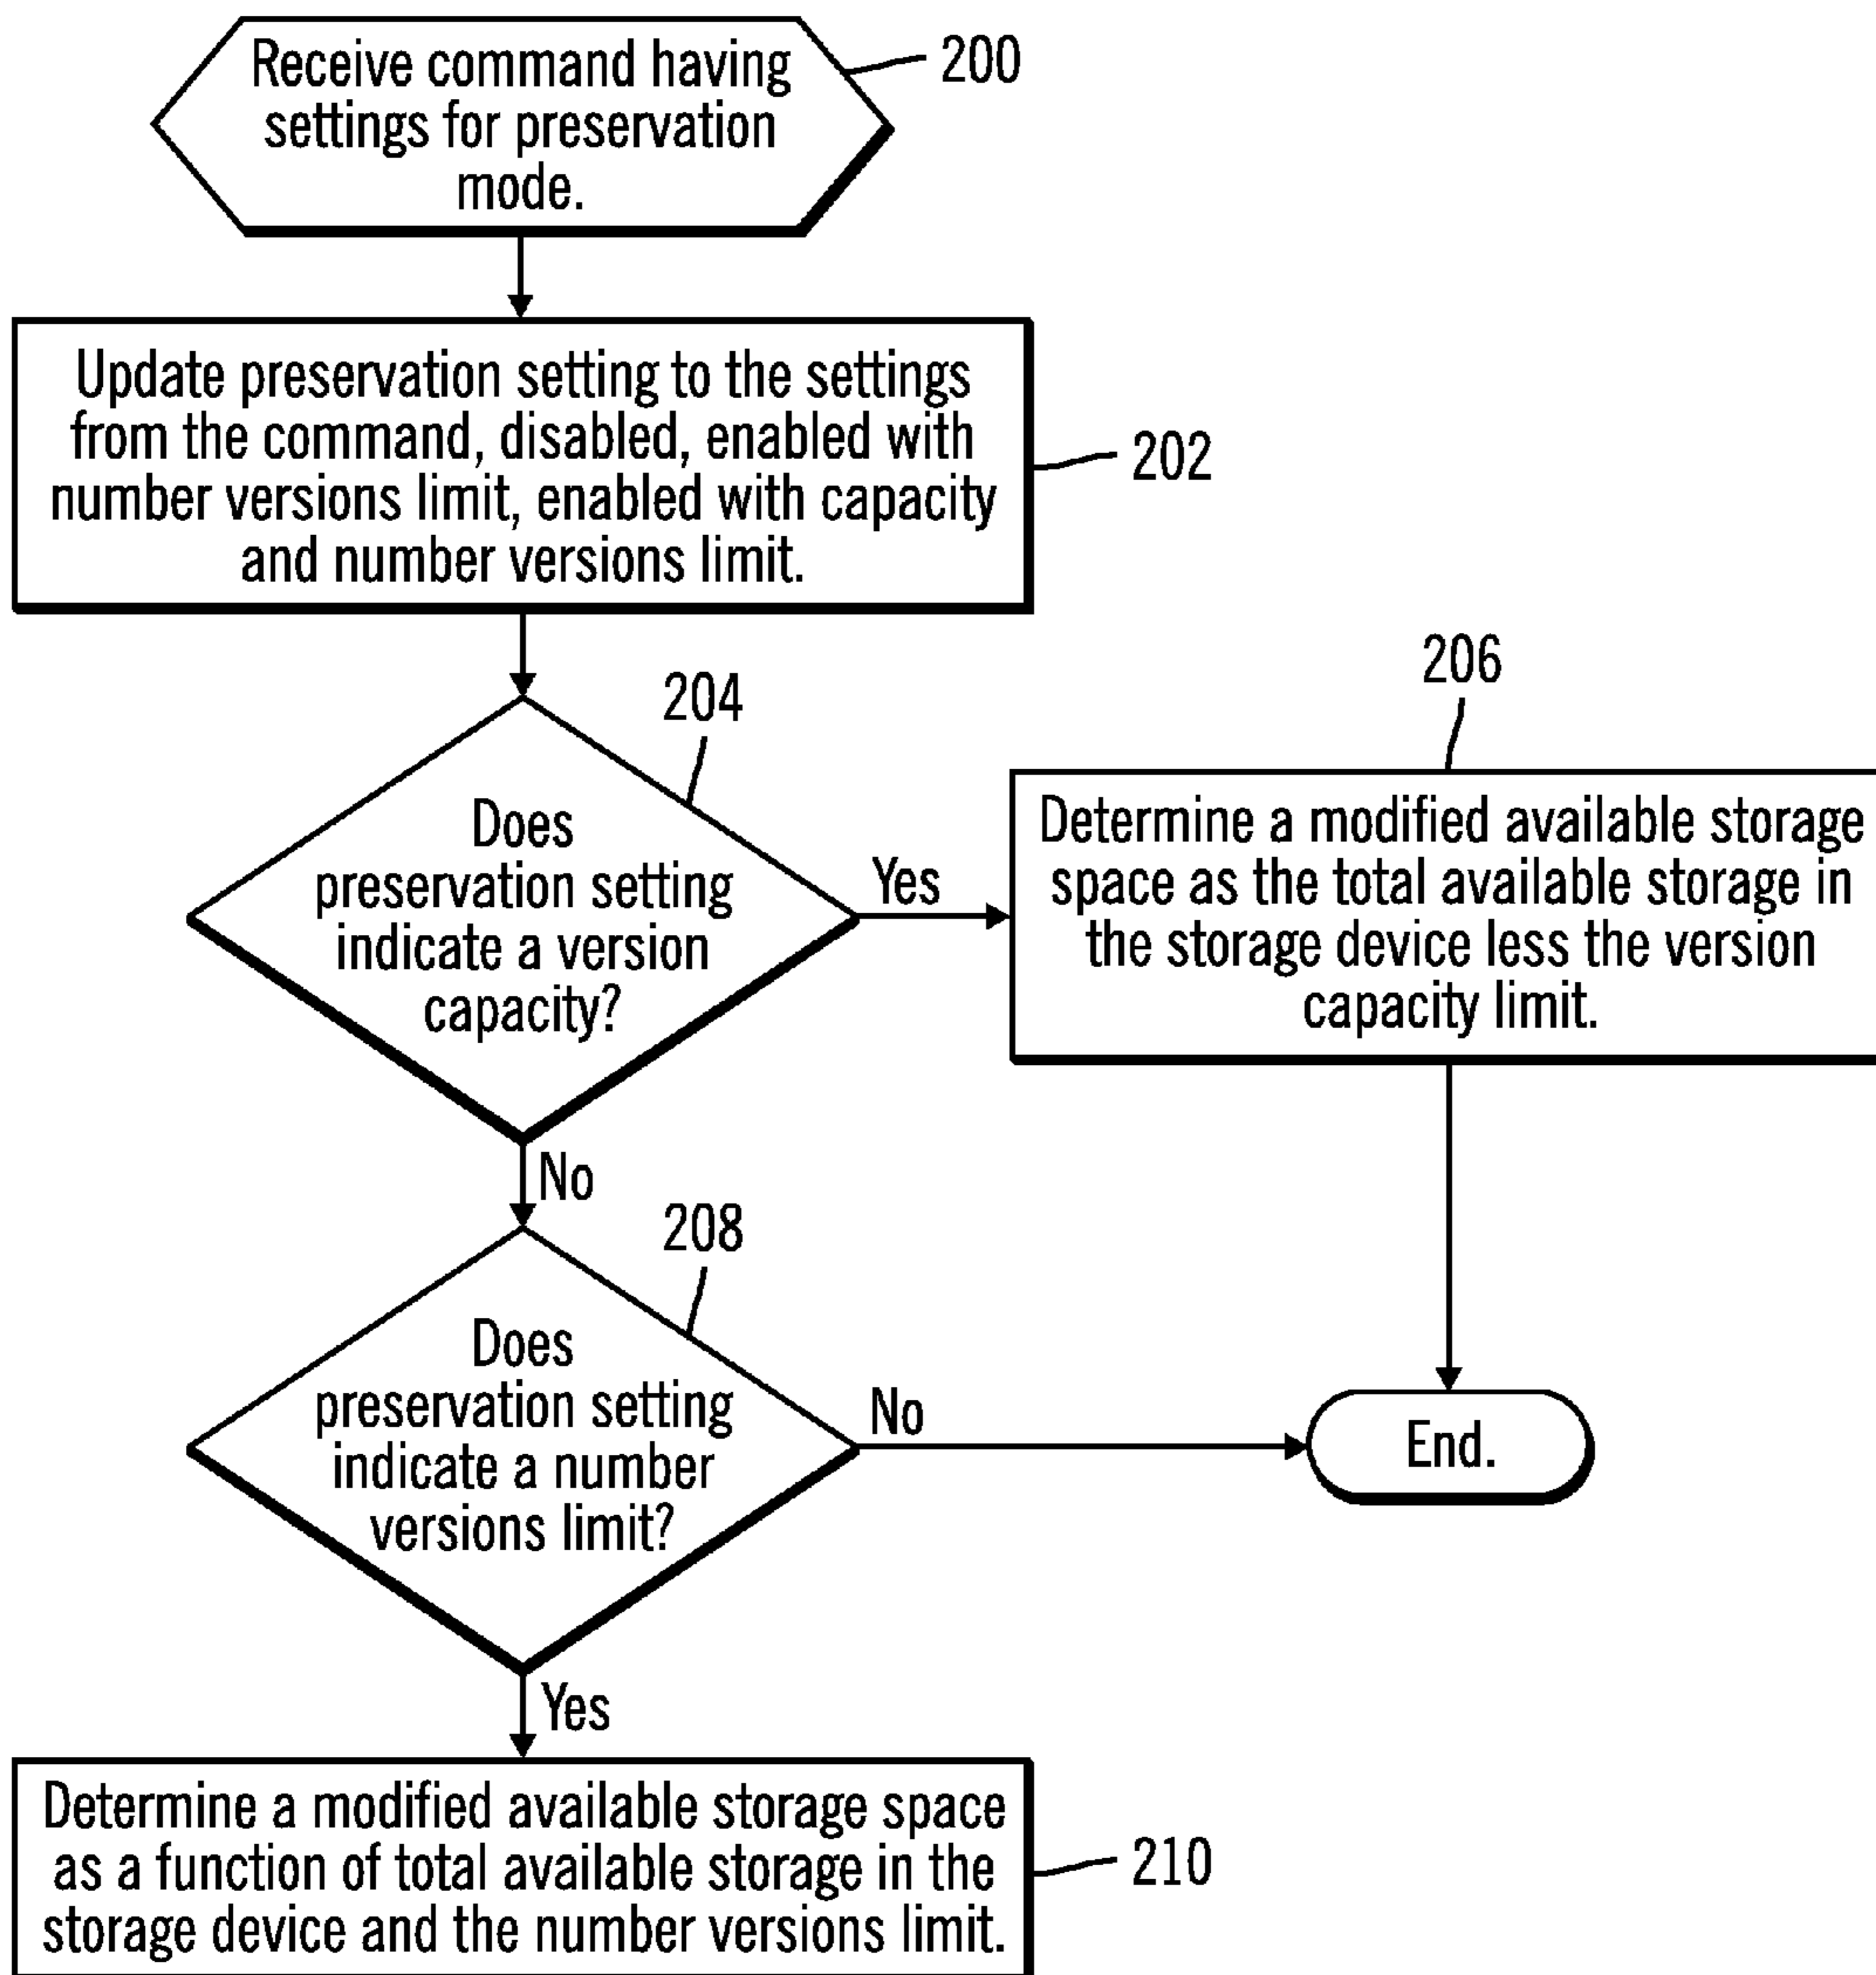 Receive command having
settings for preservation
mode.
200
Update preservation setting to the settings
from the command, disabled, enabled with
number versions limit, enabled with capacity
and number versions limit.
202
204
Does
preservation setting
indicate a version
capacity?
Yes
206
Determine a modified available storage
space as the total available storage in
the storage device less the version
capacity limit.
No
208
Does
preservation setting
indicate a number
versions limit?
No
End.
Yes
Determine a modified available storage space
as a function of total available storage in the
storage device and the number versions limit.
210